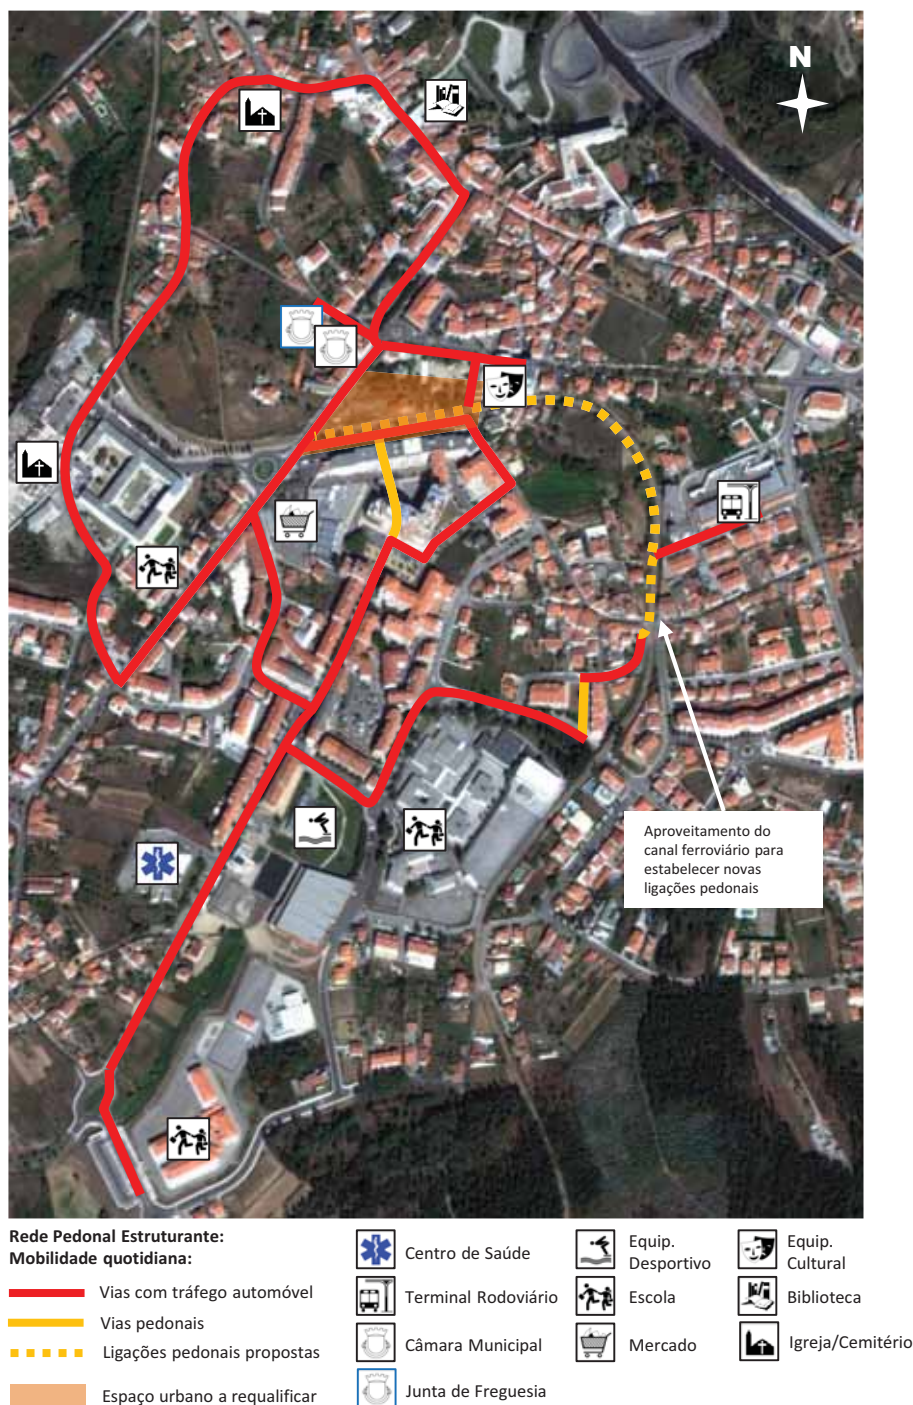 N
Aproveitamento do
canal ferroviário para
estabelecer novas
ligações pedonais
Rede Pedonal Estruturante:
Mobilidade quotidiana:
Vias com tráfego automóvel
Vias pedonais
Ligações pedonais propostas
Espaço urbano a requalificar
Centro de Saúde
Terminal Rodoviário
Câmara Municipal
Junta de Freguesia
Equip.
Desportivo
Escola
Mercado
Equip.
Cultural
Biblioteca
Igreja/Cemitério